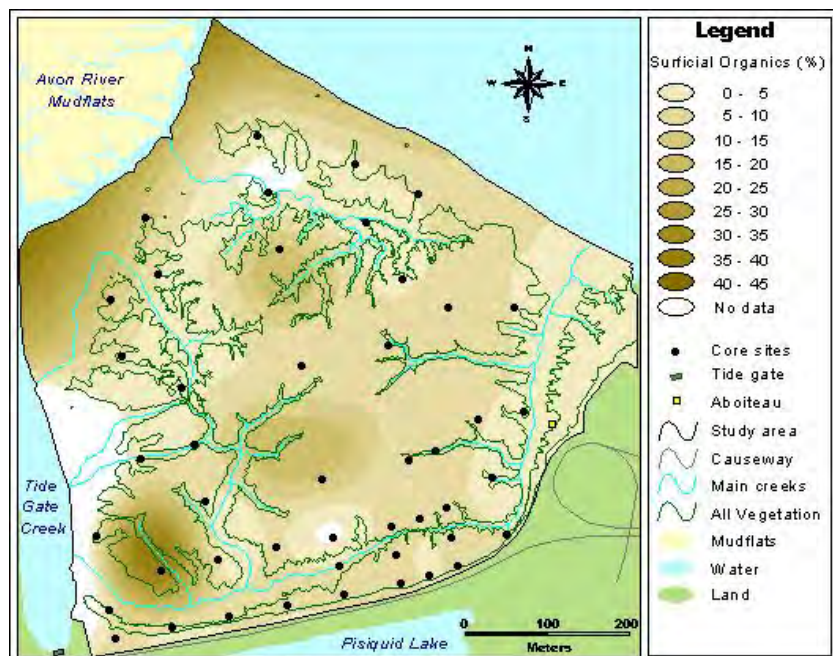 Avon River
Mudflats
N
W E
S
Tide
Gate
Creek
Pisiquid Lake
0 100 200
Meters
Legend
Surficial Organics (%)
0 - 5
5 - 10
10 - 15
15 - 20
20 - 25
25 - 30
30 - 35
35 - 40
40 - 45
No data
Core sites
Tide gate
Aboiteau
Study area
Causeway
Main creeks
All Vegetation
Mudflats
Water
Land